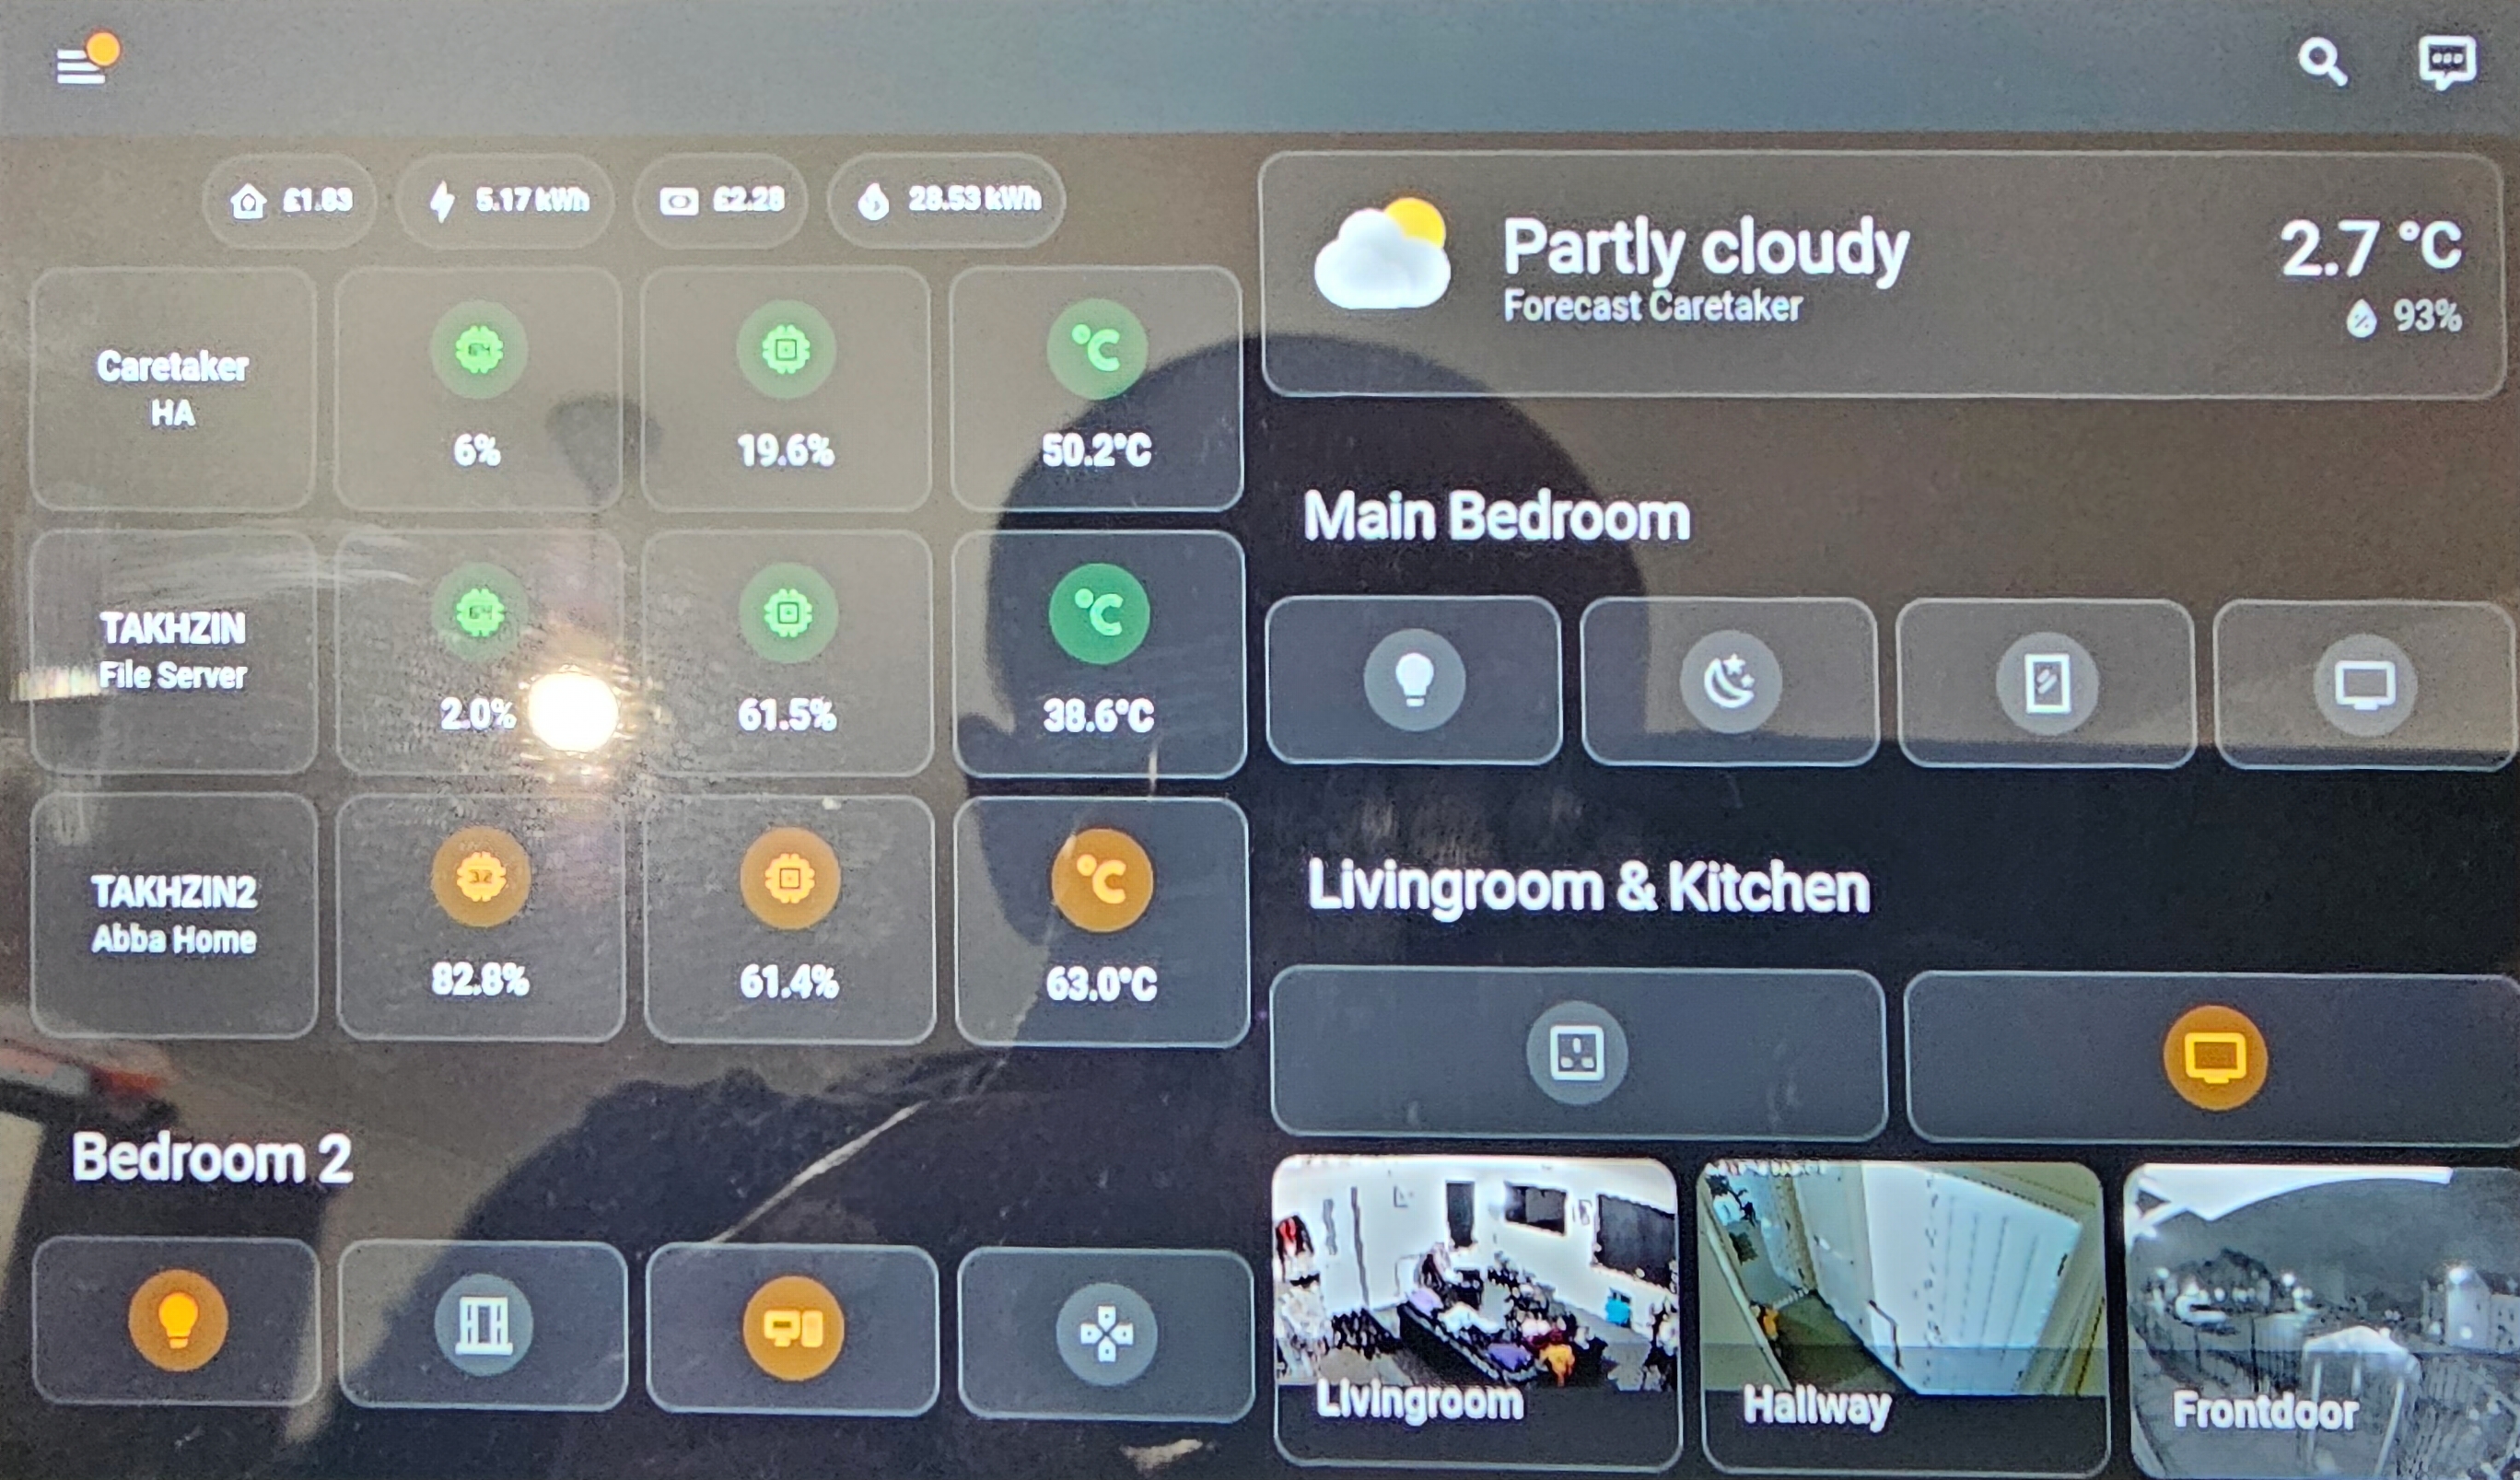 £1.83
5.17 kWh
£2.28
28.53 kWh
Caretaker
HA
6%
19.6%
50.2°C
TAKHZIN
File Server
2.0%
61.5%
38.6°C
TAKHZIN2
Abba Home
82.8%
61.4%
63.0°C
Bedroom 2
Partly cloudy
Forecast Caretaker
2.7 °C
93%
Main Bedroom
Livingroom & Kitchen
Livingroom
Hallway
Frontdoor